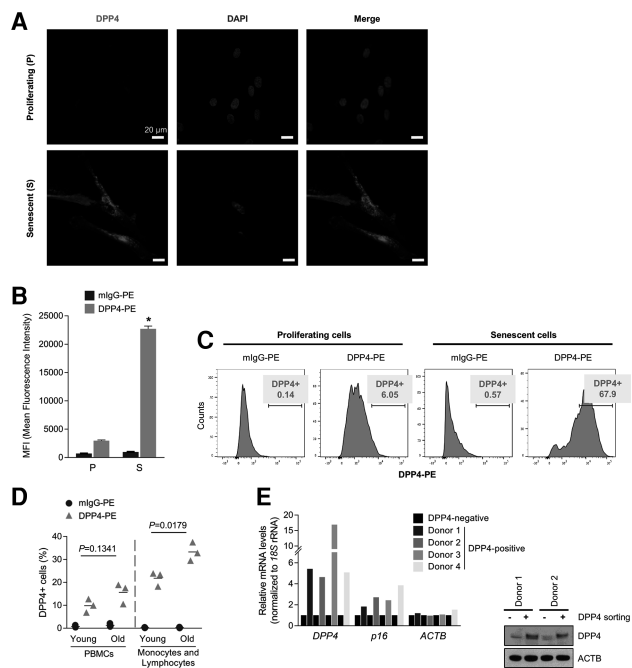 A
DPP4
DAPI
Merge
Proliferating (P)
20 µm
Senescent (S)
B
mIgG-PE
DPP4-PE
MFI (Mean Fluorescence Intensity)
25000
20000
15000
10000
5000
0
*
P
S
C
Proliferating cells
Senescent cells
mIgG-PE
DPP4-PE
mIgG-PE
DPP4-PE
DPP4+
0.14
DPP4+
6.05
DPP4+
0.57
DPP4+
67.9
Counts
DPP4-PE
D
mIgG-PE
DPP4-PE
DPP4+ cells (%)
40
30
20
10
0
P=0.1341
P=0.0179
Young
Old
Young
Old
PBMCs
Monocytes and
Lymphocytes
E
Relative mRNA levels
(normalized to 18S rRNA)
20
15
10
8
6
4
2
0
DPP4
p16
ACTB
DPP4-negative
Donor 1
Donor 2
Donor 3
Donor 4
DPP4-positive
Donor 1
Donor 2
- + - + DPP4 sorting
DPP4
ACTB